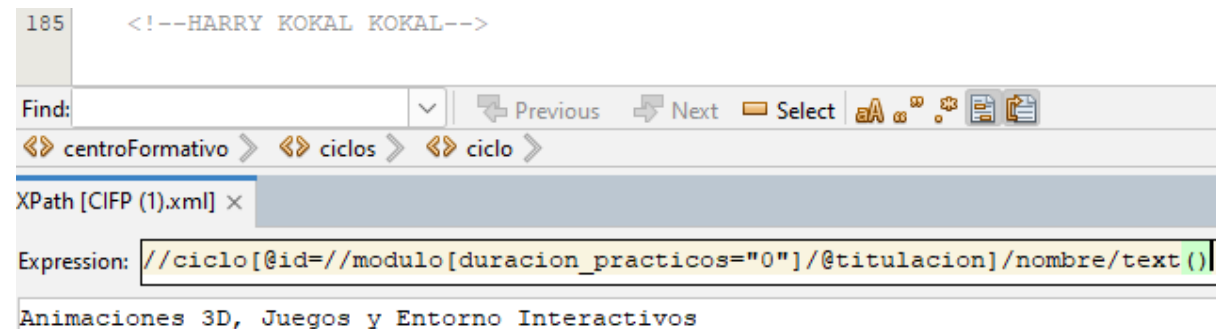 185 <!--HARRY KOKAL KOKAL-->
Find: Previous Next Select aA
centroFormativo ciclos ciclo
XPath [CIFP (1).xml] ×
Expression: //ciclo[@id=//modulo[duracion_practicos="0"]/@titulacion]/nombre/text()
Animaciones 3D, Juegos y Entorno Interactivos